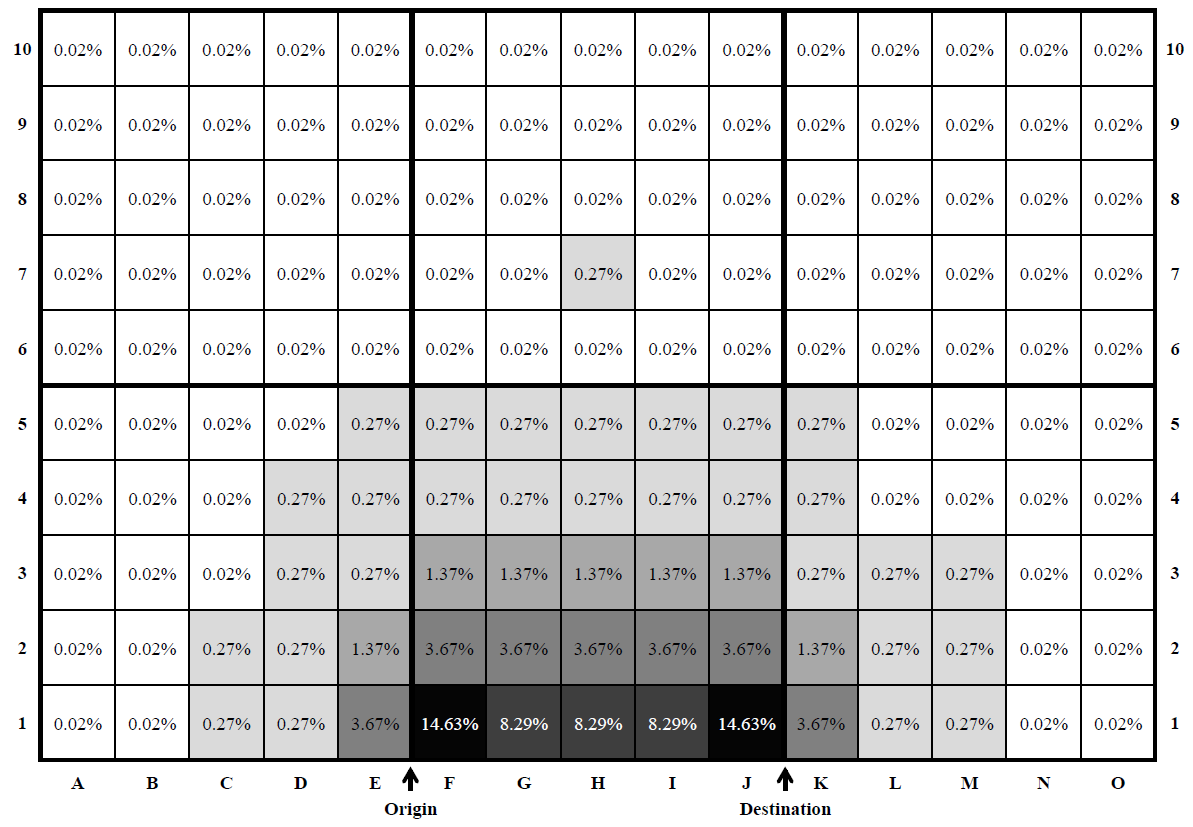 10 0.02% 0.02% 0.02% 0.02% 0.02% 0.02% 0.02% 0.02% 0.02% 0.02% 0.02% 0.02% 0.02% 0.02% 0.02% 10
9 0.02% 0.02% 0.02% 0.02% 0.02% 0.02% 0.02% 0.02% 0.02% 0.02% 0.02% 0.02% 0.02% 0.02% 0.02% 9
8 0.02% 0.02% 0.02% 0.02% 0.02% 0.02% 0.02% 0.02% 0.02% 0.02% 0.02% 0.02% 0.02% 0.02% 0.02% 8
7 0.02% 0.02% 0.02% 0.02% 0.02% 0.02% 0.02% 0.27% 0.02% 0.02% 0.02% 0.02% 0.02% 0.02% 0.02% 7
6 0.02% 0.02% 0.02% 0.02% 0.02% 0.02% 0.02% 0.02% 0.02% 0.02% 0.02% 0.02% 0.02% 0.02% 0.02% 6
5 0.02% 0.02% 0.02% 0.02% 0.27% 0.27% 0.27% 0.27% 0.27% 0.27% 0.27% 0.02% 0.02% 0.02% 0.02% 5
4 0.02% 0.02% 0.02% 0.27% 0.27% 0.27% 0.27% 0.27% 0.27% 0.27% 0.27% 0.02% 0.02% 0.02% 0.02% 4
3 0.02% 0.02% 0.02% 0.27% 0.27% 1.37% 1.37% 1.37% 1.37% 1.37% 0.27% 0.27% 0.27% 0.02% 0.02% 3
2 0.02% 0.02% 0.27% 0.27% 1.37% 3.67% 3.67% 3.67% 3.67% 3.67% 1.37% 0.27% 0.27% 0.02% 0.02% 2
1 0.02% 0.02% 0.27% 0.27% 3.67% 14.63% 8.29% 8.29% 8.29% 14.63% 3.67% 0.27% 0.27% 0.02% 0.02% 1
A B C D E F G H I J K L M N O
Origin Destination